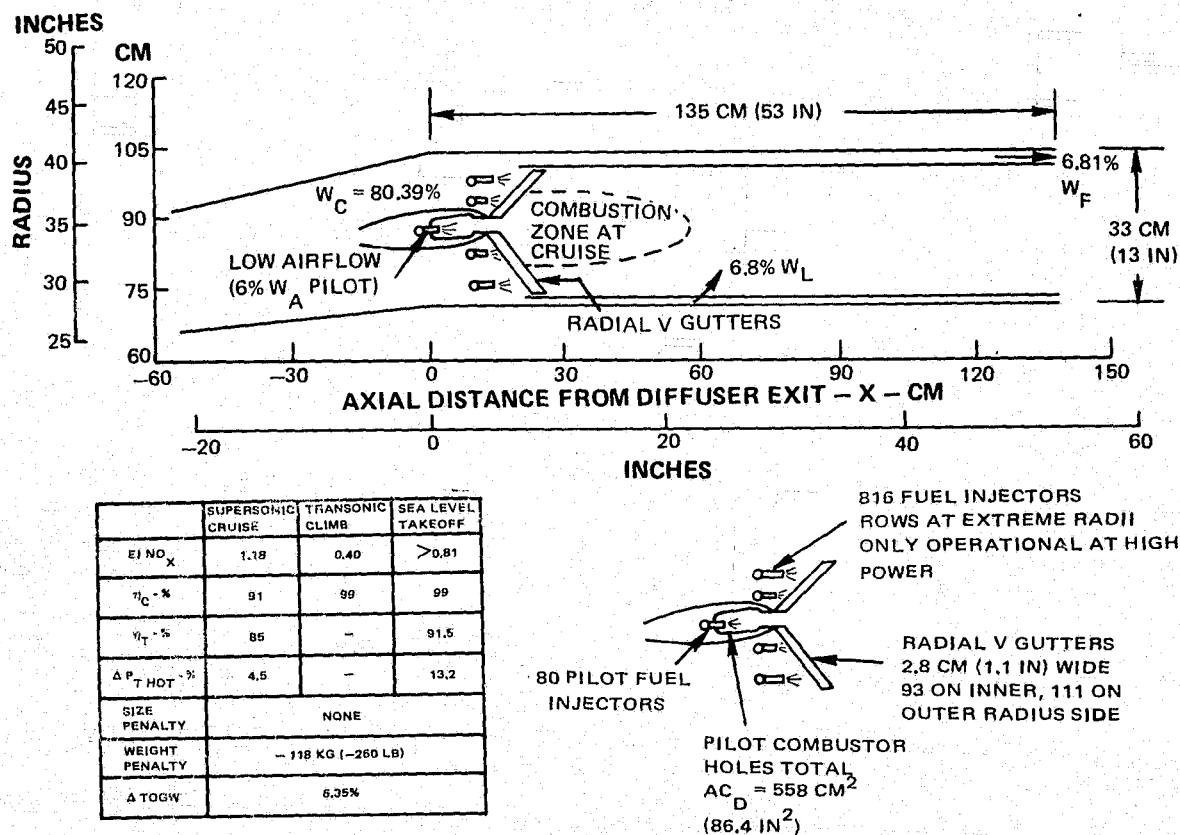 INCHES
50
45
40
35
30
25
RADIUS
CM
120
105
90
75
60
135 CM (53 IN)
W_C = 80.39%
6.81%
W_F
33 CM
(13 IN)
COMBUSTION
ZONE AT
CRUISE
LOW AIRFLOW
(6% W_A PILOT)
6.8% W_L
RADIAL V GUTTERS
–60 –30 0 30 60 90 120 150
AXIAL DISTANCE FROM DIFFUSER EXIT – X – CM
–20 0 20 40 60
INCHES
SUPERSONIC CRUISE TRANSONIC CLIMB SEA LEVEL TAKEOFF
EI NO_X 1.18 0.40 >0.81
η_C - % 91 99 99
η_T - % 85 – 91.5
Δ P_T HOT - % 4.5 – 13.2
SIZE PENALTY NONE
WEIGHT PENALTY – 118 KG (–260 LB)
Δ TOGW 6.35%
816 FUEL INJECTORS
ROWS AT EXTREME RADII
ONLY OPERATIONAL AT HIGH
POWER
80 PILOT FUEL
INJECTORS
RADIAL V GUTTERS
2.8 CM (1.1 IN) WIDE
93 ON INNER, 111 ON
OUTER RADIUS SIDE
PILOT COMBUSTOR
HOLES TOTAL
AC_D = 558 CM²
(86.4 IN²)